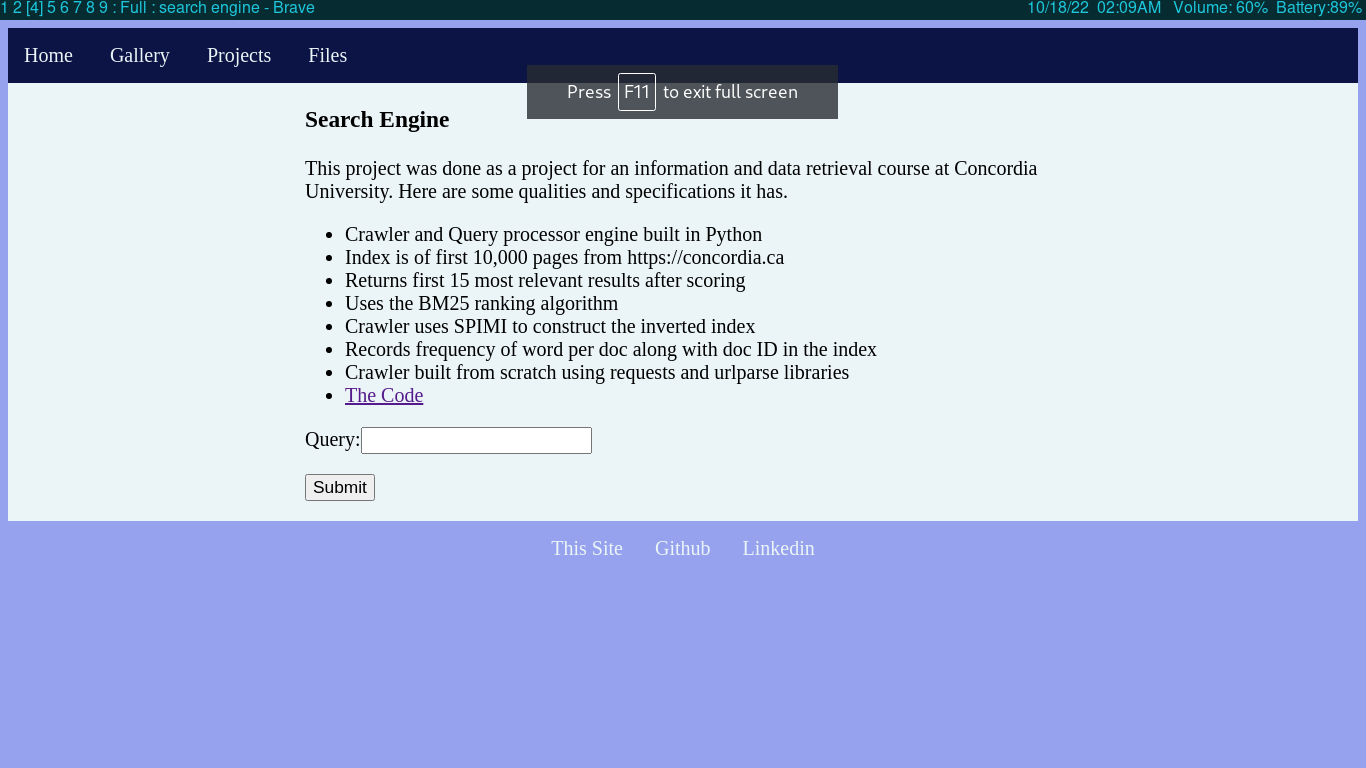 1 2 [4] 5 6 7 8 9 : Full : search engine - Brave 10/18/22 02:09AM Volume: 60% Battery:89%
Home Gallery Projects Files
Press F11 to exit full screen
Search Engine
This project was done as a project for an information and data retrieval course at Concordia
University. Here are some qualities and specifications it has.
• Crawler and Query processor engine built in Python
• Index is of first 10,000 pages from https://concordia.ca
• Returns first 15 most relevant results after scoring
• Uses the BM25 ranking algorithm
• Crawler uses SPIMI to construct the inverted index
• Records frequency of word per doc along with doc ID in the index
• Crawler built from scratch using requests and urlparse libraries
• The Code
Query:
Submit
This Site Github Linkedin